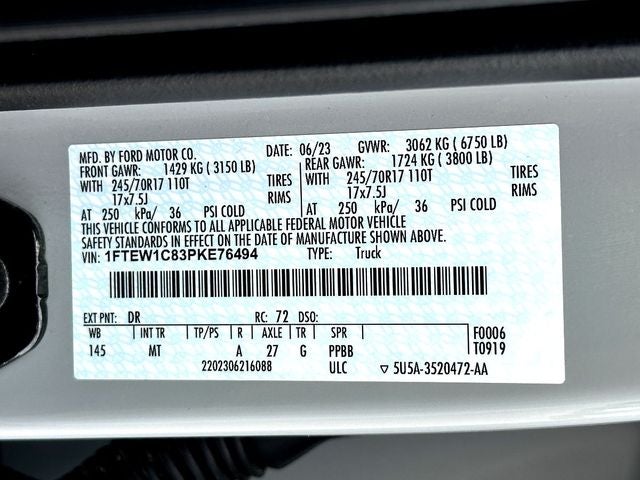 MFD. BY FORD MOTOR CO. DATE: 06/23 GVWR: 3062 KG ( 6750 LB)
FRONT GAWR: 1429 KG ( 3150 LB) REAR GAWR: 1724 KG ( 3800 LB)
WITH 245/70R17 110T TIRES WITH 245/70R17 110T TIRES
17x7.5J RIMS 17x7.5J RIMS
AT 250 kPa/ 36 PSI COLD AT 250 kPa/ 36 PSI COLD
THIS VEHICLE CONFORMS TO ALL APPLICABLE FEDERAL MOTOR VEHICLE
SAFETY STANDARDS IN EFFECT ON THE DATE OF MANUFACTURE SHOWN ABOVE.
VIN: 1FTEW1C83PKE76494 TYPE: Truck
EXT PNT: DR RC: 72 DSO:
WB INT TR TP/PS R AXLE TR SPR F0006
145 MT A 27 G PPBB T0919
2202306216088 ULC ▽ 5U5A-3520472-AA